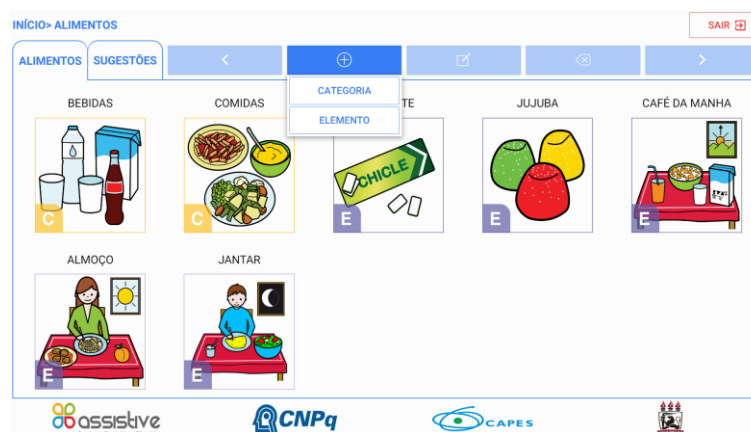 INÍCIO> ALIMENTOS
SAIR
ALIMENTOS
SUGESTÕES
CATEGORIA
ELEMENTO
BEBIDAS
COMIDAS
TE
JUJUBA
CAFÉ DA MANHA
CHICLE
C
C
E
E
E
ALMOÇO
JANTAR
E
E
assistive
CNPq
CAPES